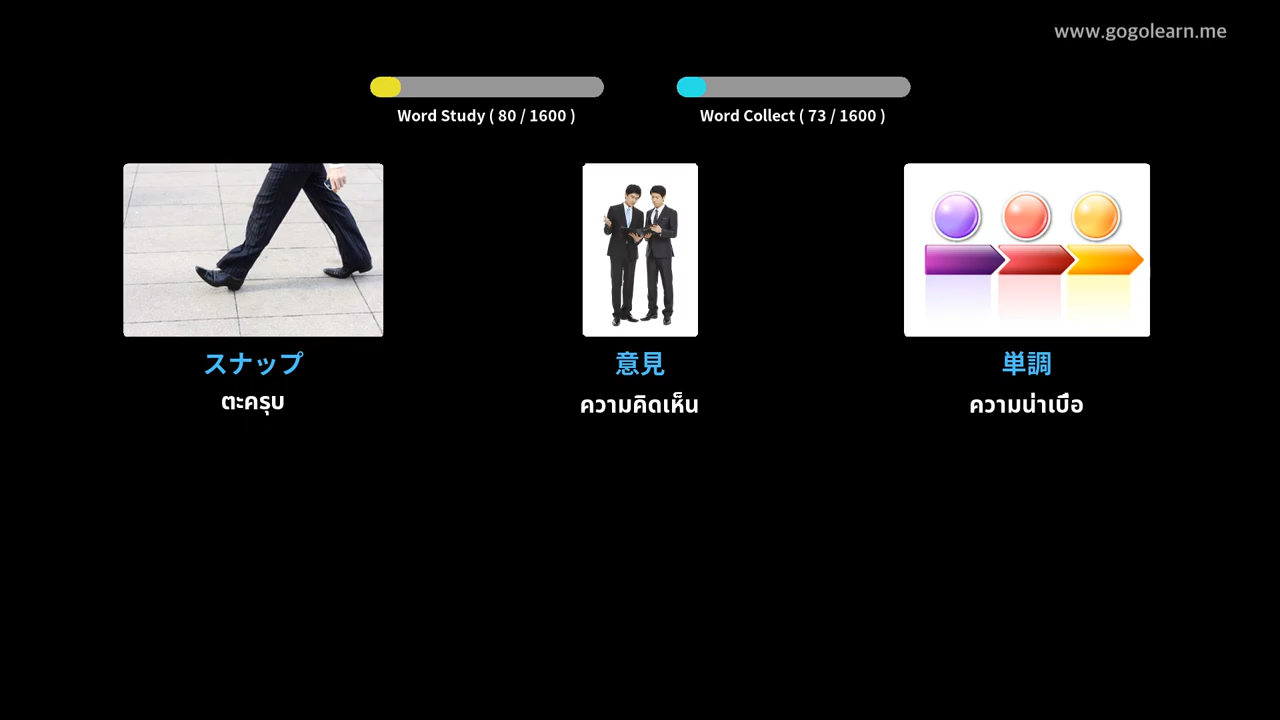 www.gogolearn.me
Word Study ( 80 / 1600 )
Word Collect ( 73 / 1600 )
スナップ
意見
単調
ตะครุบ
ความคิดเห็น
ความน่าเบื่อ